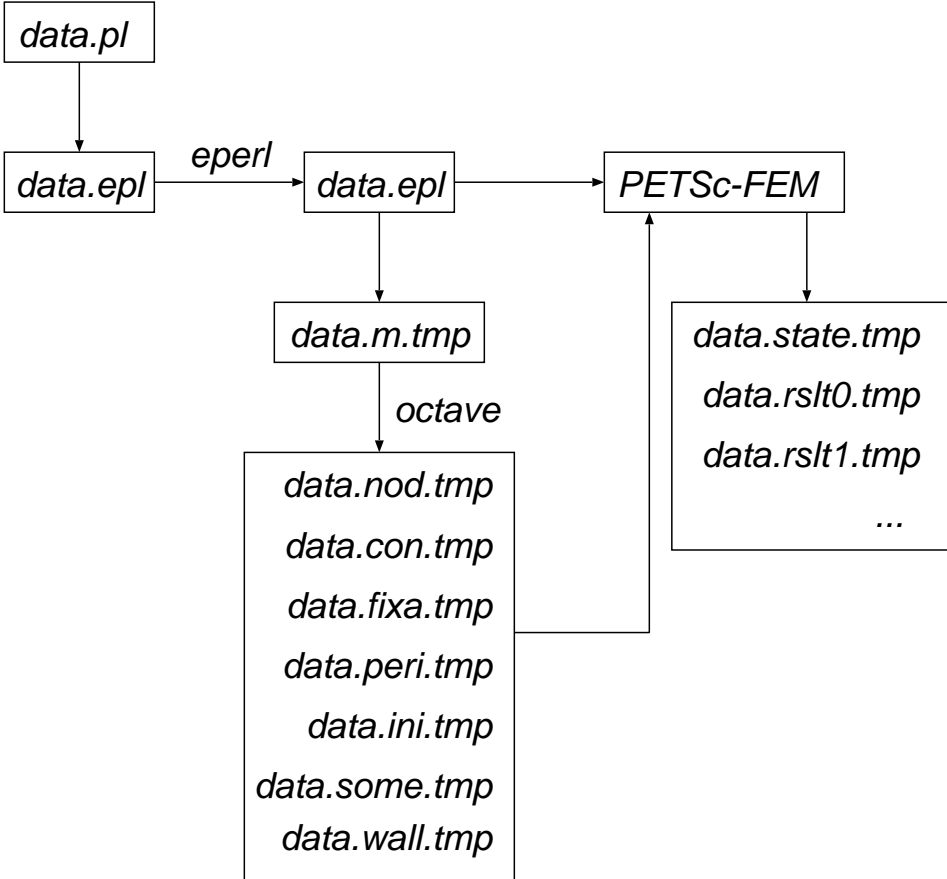 data.pl
data.epl
eperl
data.epl
PETSc-FEM
data.m.tmp
octave
data.nod.tmp
data.con.tmp
data.fixa.tmp
data.peri.tmp
data.ini.tmp
data.some.tmp
data.wall.tmp
data.state.tmp
data.rslt0.tmp
data.rslt1.tmp
...